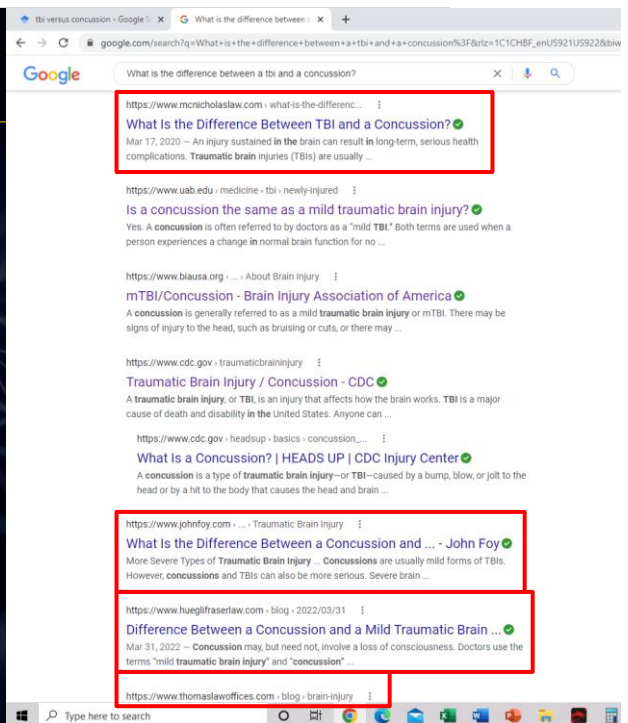 tbi versus concussion - Google S
What is the difference between a
google.com/search?q=What+is+the+difference+between+a+tbi+and+a+concussion%3F&rlz=1C1CHBF_enUS921US922&biw
Google
What is the difference between a tbi and a concussion?
https://www.mcnicholaslaw.com › what-is-the-differenc...
What Is the Difference Between TBI and a Concussion?
Mar 17, 2020 — An injury sustained in the brain can result in long-term, serious health
complications. Traumatic brain injuries (TBIs) are usually ...
https://www.uab.edu › medicine › tbi › newly-injured
Is a concussion the same as a mild traumatic brain injury?
Yes. A concussion is often referred to by doctors as a "mild TBI." Both terms are used when a
person experiences a change in normal brain function for no ...
https://www.biausa.org › ... › About Brain Injury
mTBI/Concussion - Brain Injury Association of America
A concussion is generally referred to as a mild traumatic brain injury or mTBI. There may be
signs of injury to the head, such as bruising or cuts, or there may ...
https://www.cdc.gov › traumaticbraininjury
Traumatic Brain Injury / Concussion - CDC
A traumatic brain injury, or TBI, is an injury that affects how the brain works. TBI is a major
cause of death and disability in the United States. Anyone can ...
https://www.cdc.gov › headsup › basics › concussion_...
What Is a Concussion? | HEADS UP | CDC Injury Center
A concussion is a type of traumatic brain injury—or TBI—caused by a bump, blow, or jolt to the
head or by a hit to the body that causes the head and brain ...
https://www.johnfoy.com › ... › Traumatic Brain Injury
What Is the Difference Between a Concussion and ... - John Foy
More Severe Types of Traumatic Brain Injury ... Concussions are usually mild forms of TBIs.
However, concussions and TBIs can also be more serious. Severe brain ...
https://www.hueglifraserlaw.com › blog › 2022/03/31
Difference Between a Concussion and a Mild Traumatic Brain ...
Mar 31, 2022 — Concussion may, but need not, involve a loss of consciousness. Doctors use the
terms "mild traumatic brain injury" and "concussion" ...
https://www.thomaslawoffices.com › blog › brain-injury
Type here to search